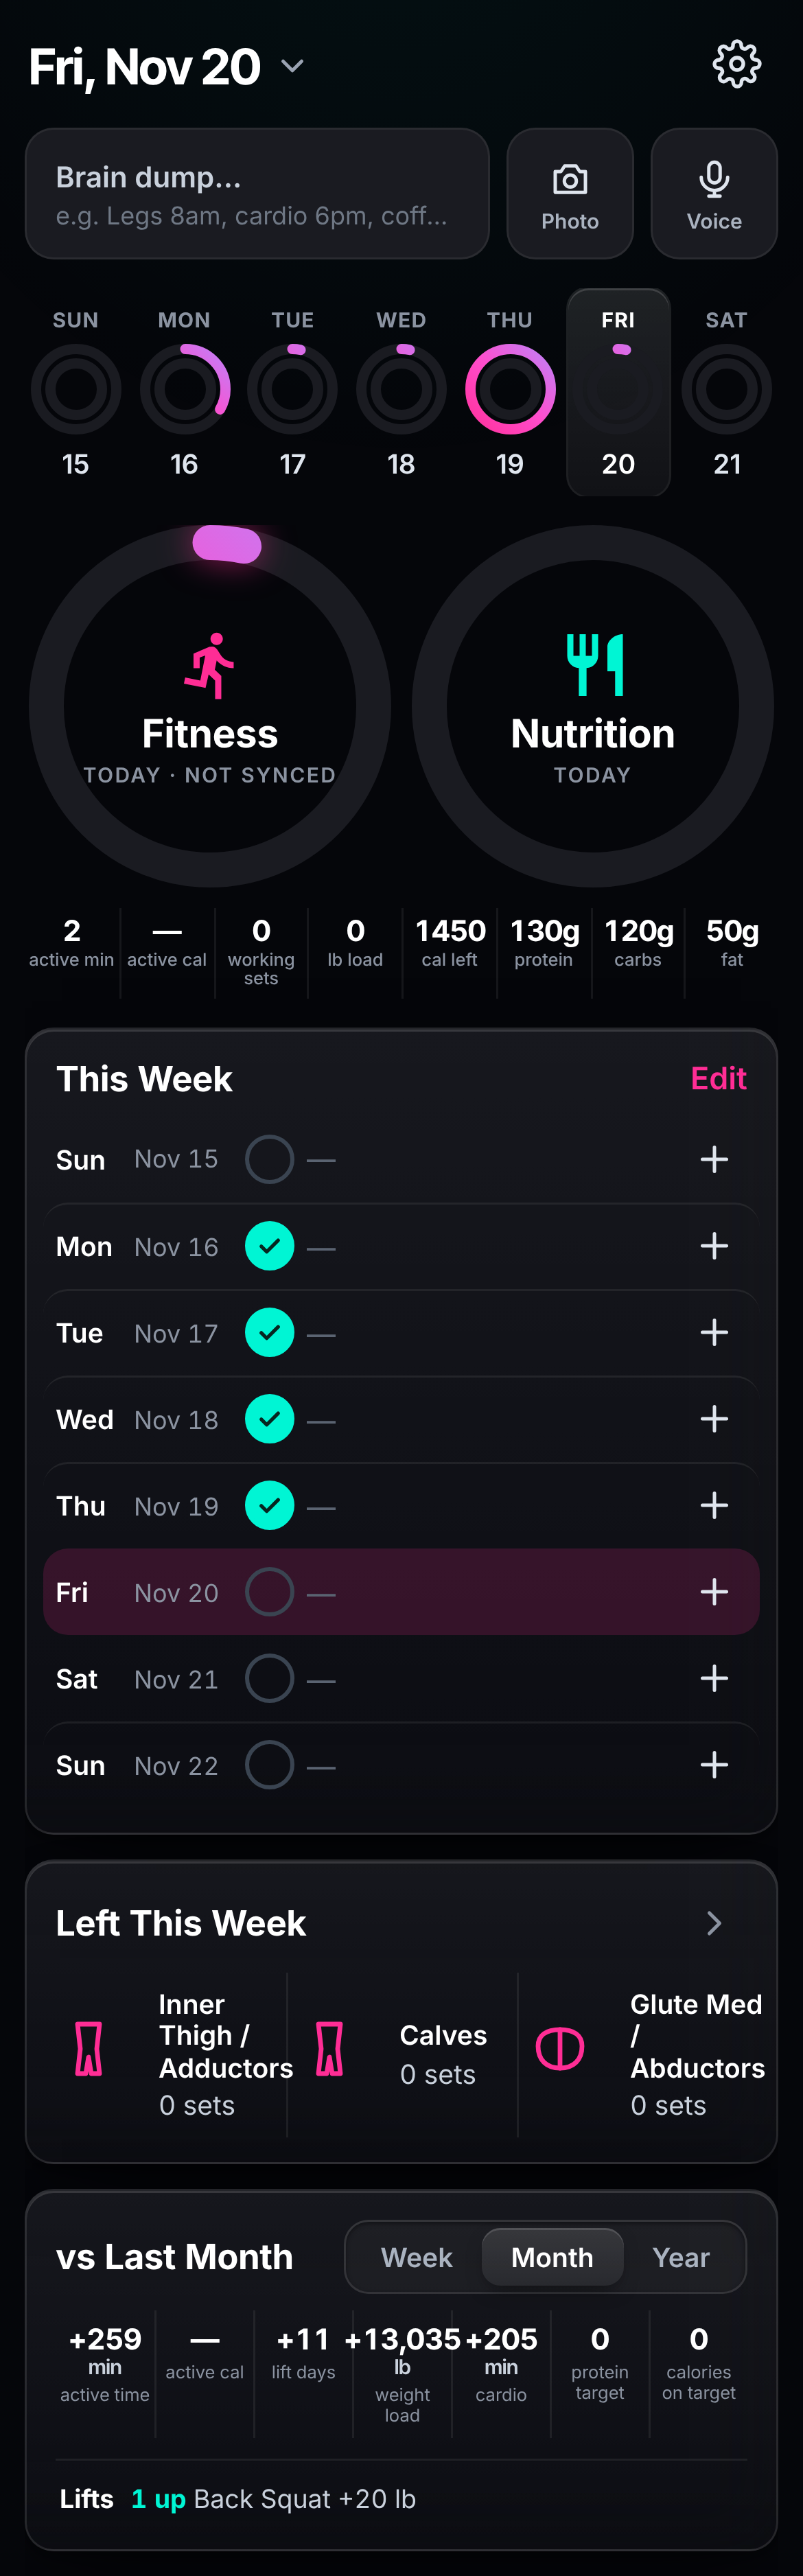 Fri, Nov 20
Brain dump...
e.g. Legs 8am, cardio 6pm, coff...
Photo
Voice
SUN MON TUE WED THU FRI SAT
15 16 17 18 19 20 21
Fitness
TODAY · NOT SYNCED
Nutrition
TODAY
2 — 0 0 1450 130g 120g 50g
active min active cal working sets lb load cal left protein carbs fat
This Week Edit
Sun Nov 15 —
Mon Nov 16 —
Tue Nov 17 —
Wed Nov 18 —
Thu Nov 19 —
Fri Nov 20 —
Sat Nov 21 —
Sun Nov 22 —
Left This Week
Inner
Thigh /
Adductors
0 sets
Calves
0 sets
Glute Med
/
Abductors
0 sets
vs Last Month Week Month Year
+259 — +11 +13,035 +205 0 0
min lb min
active time active cal lift days weight load cardio protein target calories on target
Lifts 1 up Back Squat +20 lb